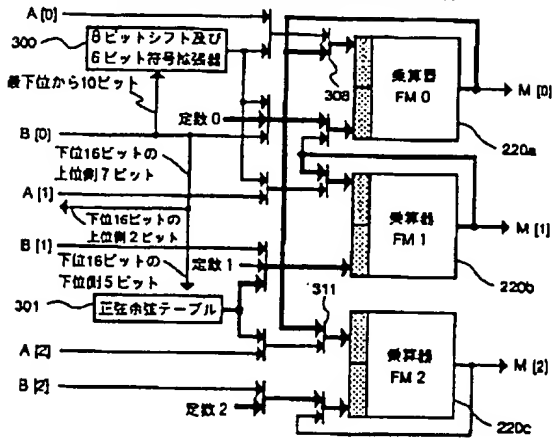 A [0]
300
8ビットシフト及び
6ビット符号拡張器
最下位から10ビット
308
乗算器
FM 0
M [0]
定数 0
B [0]
220a
下位16ビットの
上位側7ビット
A [1]
下位16ビットの
上位側2ビット
乗算器
FM 1
M [1]
B [1]
定数 1
下位16ビットの
下位側5ビット
220b
311
301
正弦余弦テーブル
A [2]
乗算器
FM 2
M [2]
B [2]
定数 2
220c